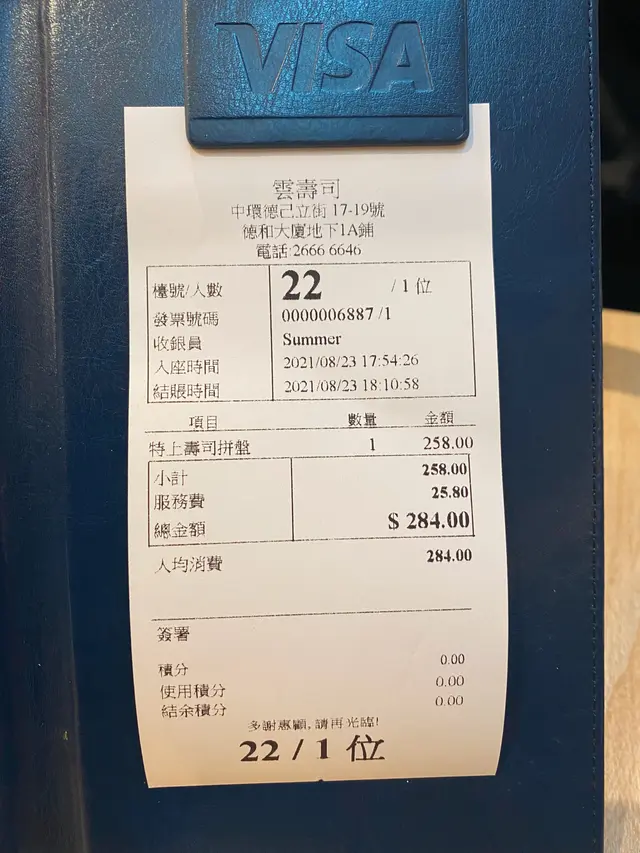 VISA
雲壽司
中環德己立街 17-19號
德和大廈地下1A鋪
電話:2666 6646
檯號/人數 22 /1 位
發票號碼 0000006887 /1
收銀員 Summer
入座時間 2021/08/23 17:54:26
結賬時間 2021/08/23 18:10:58
項目 數量 金額
特上壽司拼盤 1 258.00
小計 258.00
服務費 25.80
總金額 $ 284.00
人均消費 284.00
簽署
積分 0.00
使用積分 0.00
結余積分 0.00
多謝惠顧,請再光臨!
22 / 1 位